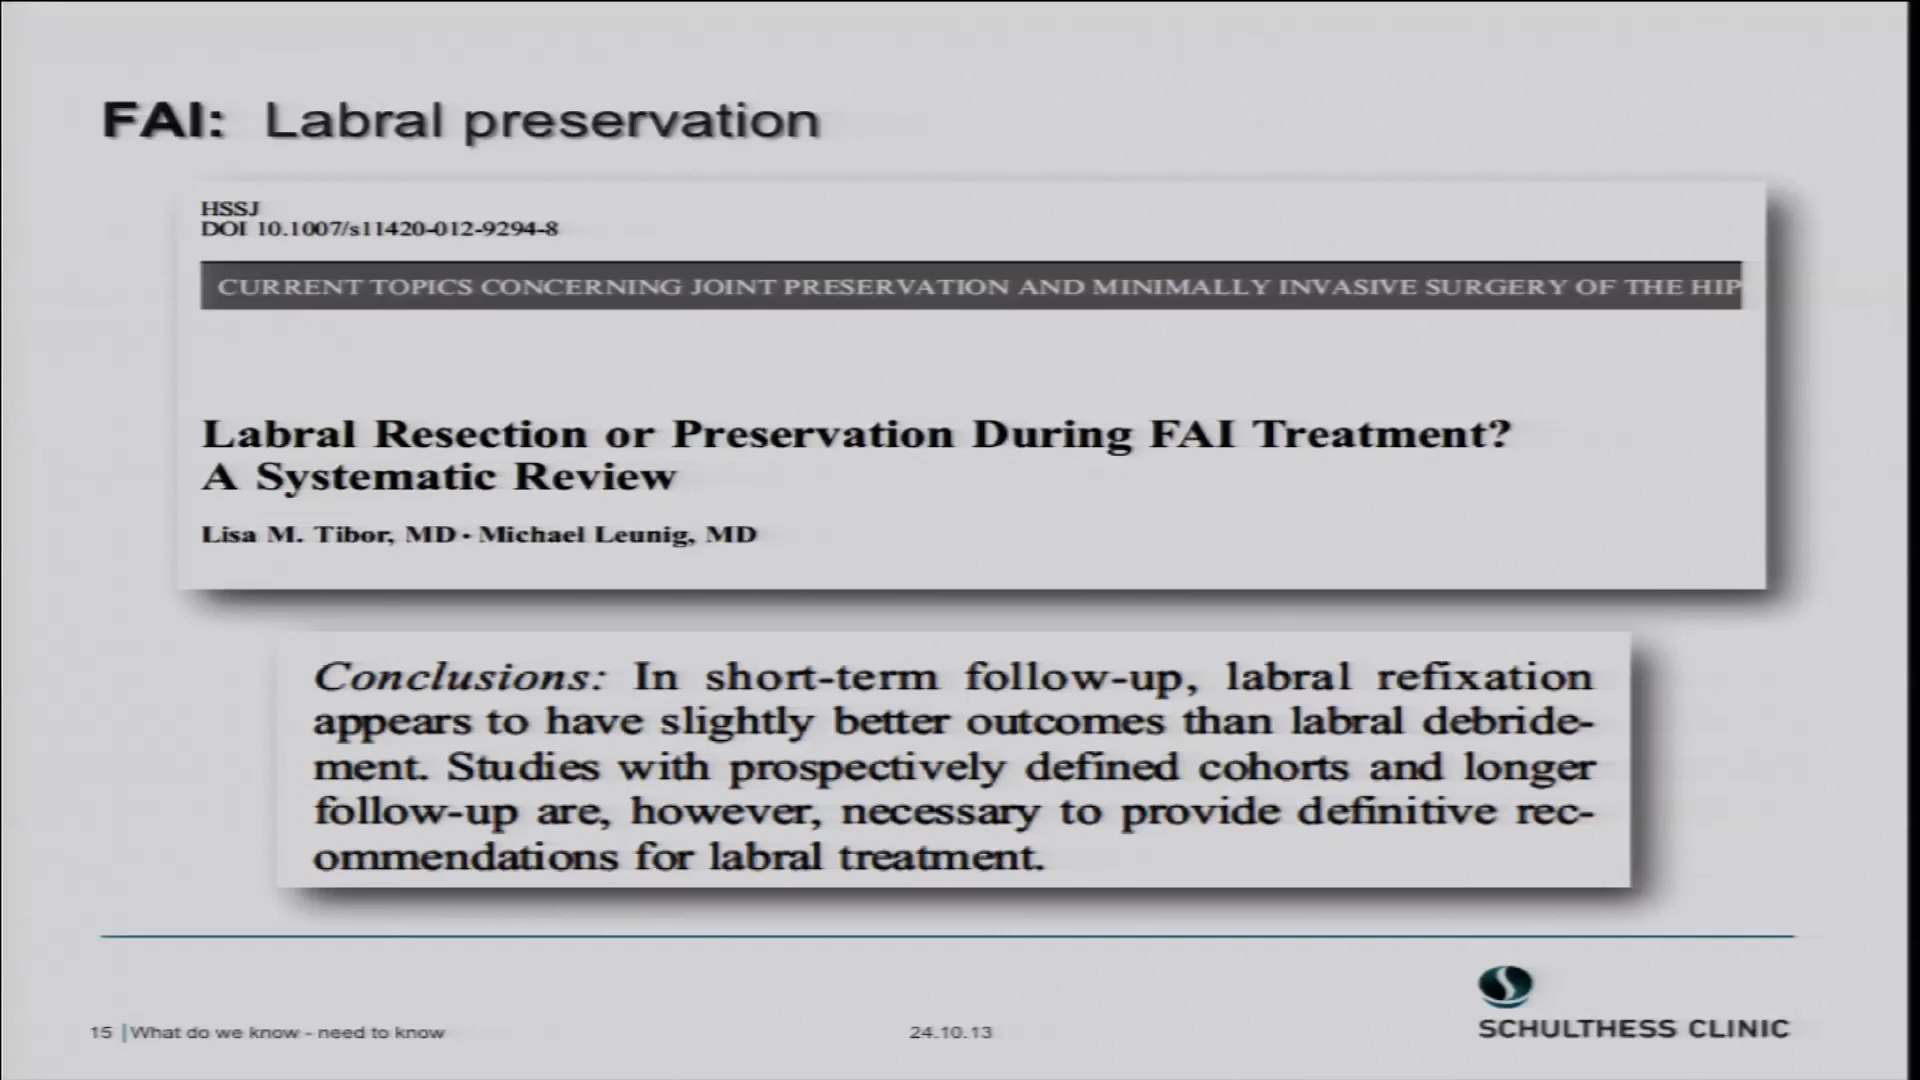 FAI: Labral preservation
HSSJ
DOI 10.1007/s11420-012-9294-8
CURRENT TOPICS CONCERNING JOINT PRESERVATION AND MINIMALLY INVASIVE SURGERY OF THE HIP
Labral Resection or Preservation During FAI Treatment?
A Systematic Review
Lisa M. Tibor, MD · Michael Leunig, MD
Conclusions: In short-term follow-up, labral refixation
appears to have slightly better outcomes than labral debride-
ment. Studies with prospectively defined cohorts and longer
follow-up are, however, necessary to provide definitive rec-
ommendations for labral treatment.
15 | What do we know - need to know
24.10.13
SCHULTHESS CLINIC